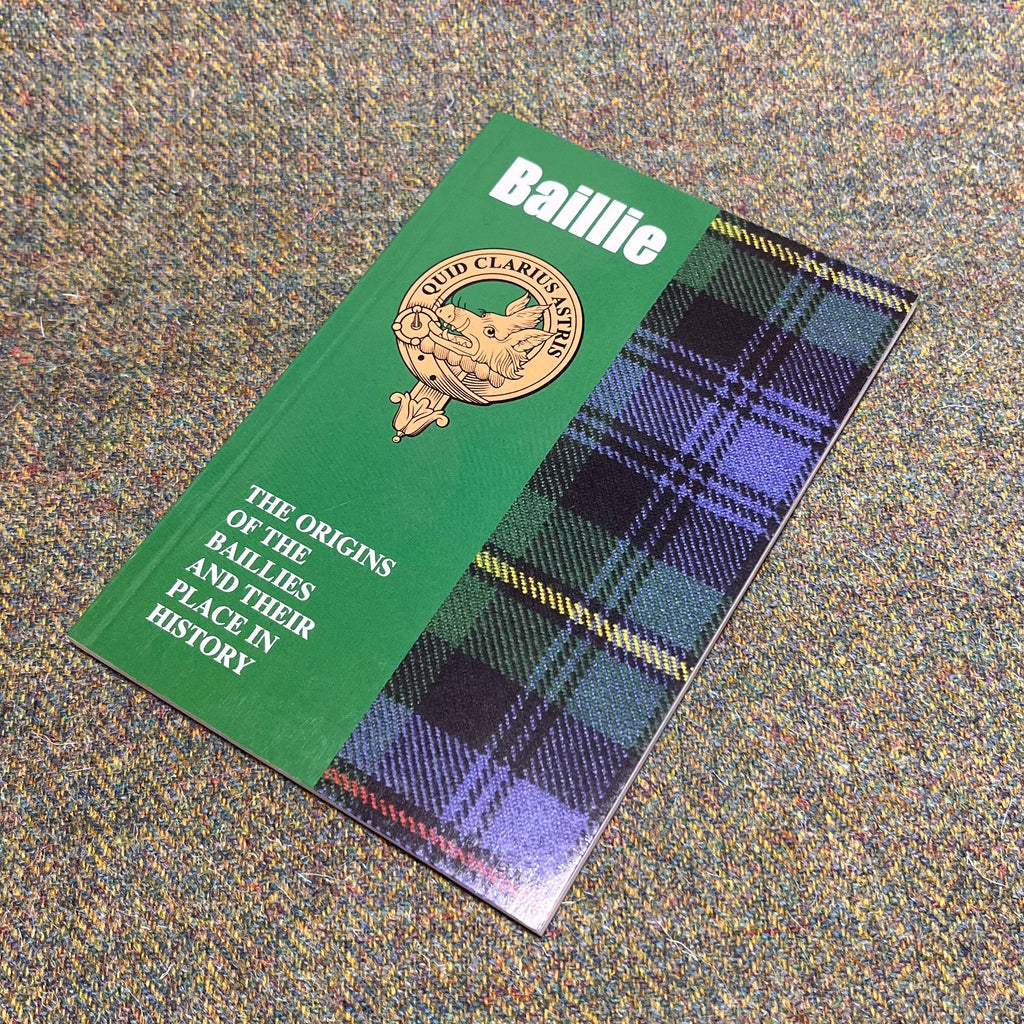 Baillie
QUID CLARIUS ASTRIS
THE ORIGINS
OF THE
BAILLIES
AND THEIR
PLACE IN
HISTORY